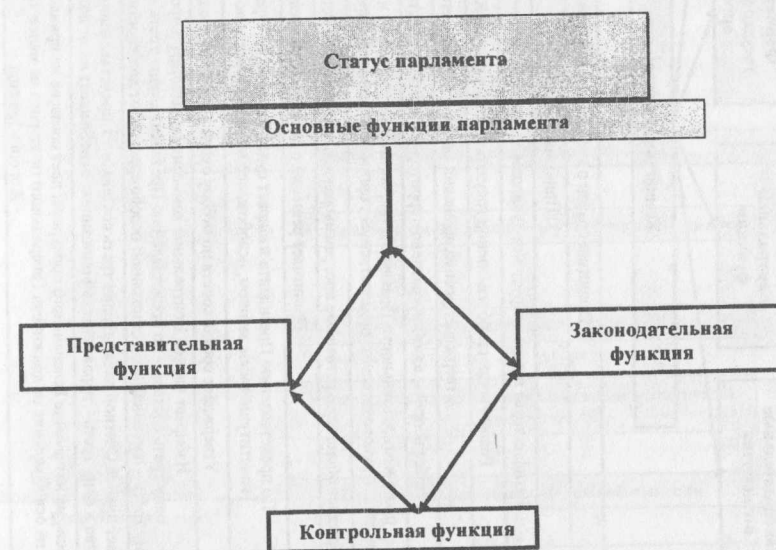 Статус парламента
Основные функции парламента
Представительная
функция
Законодательная
функция
Контрольная функция